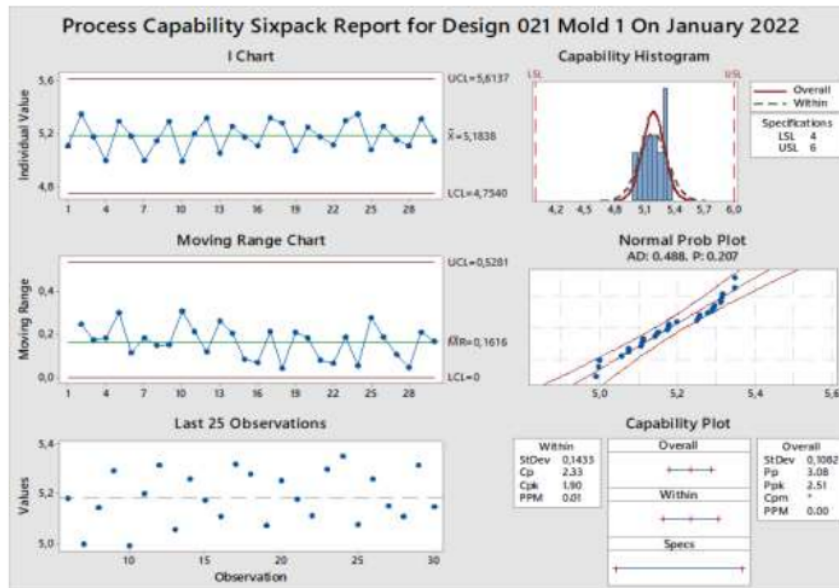 Process Capability Sixpack Report for Design 021 Mold 1 On January 2022
I Chart
Individual Value
5,6
5,2
4,8
1 4 7 10 13 16 19 22 25 28
UCL=5,6137
X=5,1838
LCL=4,7540
Capability Histogram
LSL USL
4,2 4,5 4,8 5,1 5,4 5,7 6,0
Overall
Within
Specifications
LSL 4
USL 6
Moving Range Chart
Moving Range
0,4
0,2
0,0
1 4 7 10 13 16 19 22 25 28
UCL=0,5281
MR=0,1616
LCL=0
Normal Prob Plot
AD: 0.488, P: 0.207
5,0 5,2 5,4 5,6
Last 25 Observations
Values
5,4
5,2
5,0
10 15 20 25 30
Observation
Capability Plot
Within
StDev 0,1433
Cp 2.33
Cpk 1.90
PPM 0.01
Overall
Within
Specs
Overall
StDev 0,1082
Pp 3.08
Ppk 2.51
Cpm *
PPM 0.00